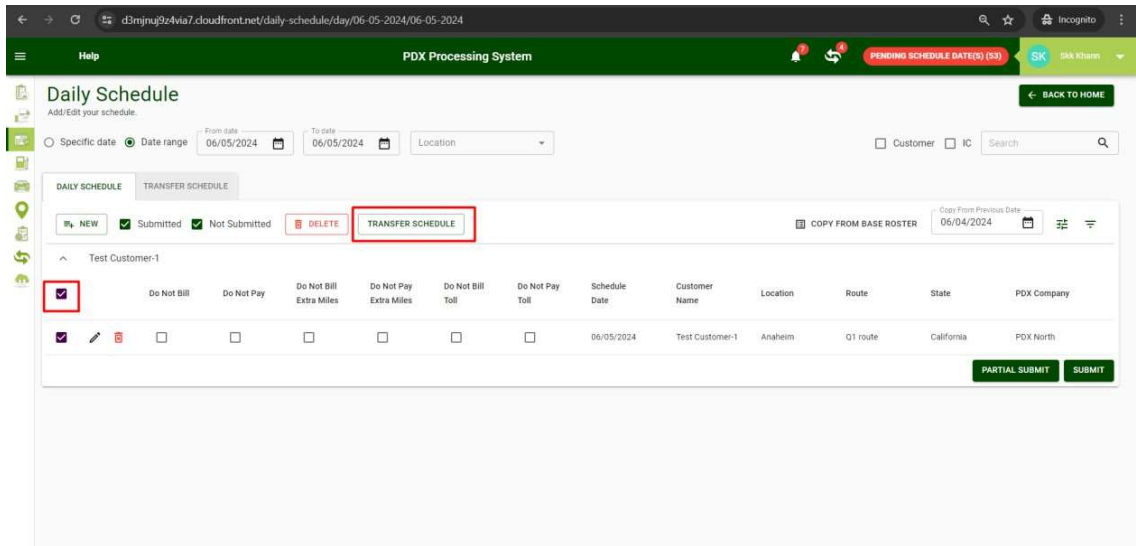 d3mjnuj9z4via7.cloudfront.net/daily-schedule/day/06-05-2024/06-05-2024
Incognito
Help
PDX Processing System
7
4
PENDING SCHEDULE DATE(S) (53)
SK
Skk Khann
Daily Schedule
Add/Edit your schedule.
← BACK TO HOME
Specific date
Date range
From date
06/05/2024
To date
06/05/2024
Location
Customer
IC
Search
DAILY SCHEDULE
TRANSFER SCHEDULE
NEW
Submitted
Not Submitted
DELETE
TRANSFER SCHEDULE
COPY FROM BASE ROSTER
Copy From Previous Date
06/04/2024
Test Customer-1
Do Not Bill
Do Not Pay
Do Not Bill
Extra Miles
Do Not Pay
Extra Miles
Do Not Bill
Toll
Do Not Pay
Toll
Schedule
Date
Customer
Name
Location
Route
State
PDX Company
06/05/2024
Test Customer-1
Anaheim
Q1 route
California
PDX North
PARTIAL SUBMIT
SUBMIT